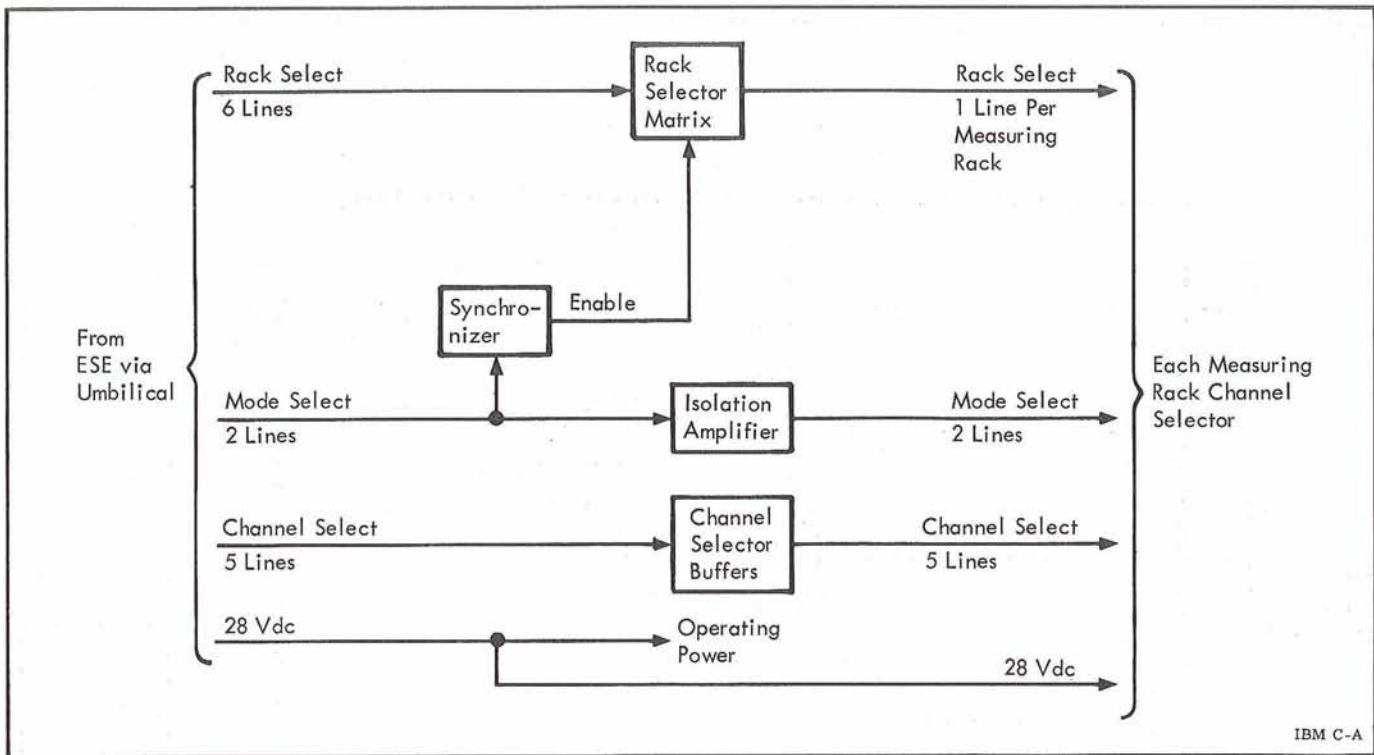 Rack Select
6 Lines
Rack
Selector
Matrix
Rack Select
1 Line Per
Measuring
Rack
Synchro-
nizer
Enable
From
ESE via
Umbilical
Mode Select
2 Lines
Isolation
Amplifier
Mode Select
2 Lines
Each Measuring
Rack Channel
Selector
Channel Select
5 Lines
Channel
Selector
Buffers
Channel Select
5 Lines
28 Vdc
Operating
Power
28 Vdc
IBM C-A